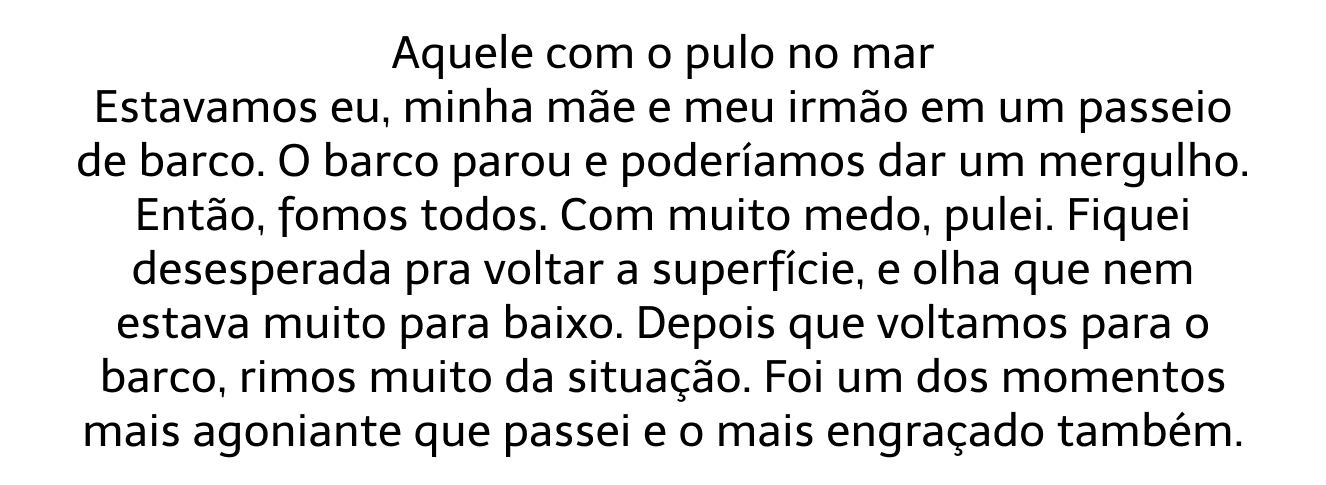 Aquele com o pulo no mar
Estavamos eu, minha mãe e meu irmão em um passeio
de barco. O barco parou e poderíamos dar um mergulho.
Então, fomos todos. Com muito medo, pulei. Fiquei
desesperada pra voltar a superfície, e olha que nem
estava muito para baixo. Depois que voltamos para o
barco, rimos muito da situação. Foi um dos momentos
mais agoniante que passei e o mais engraçado também.